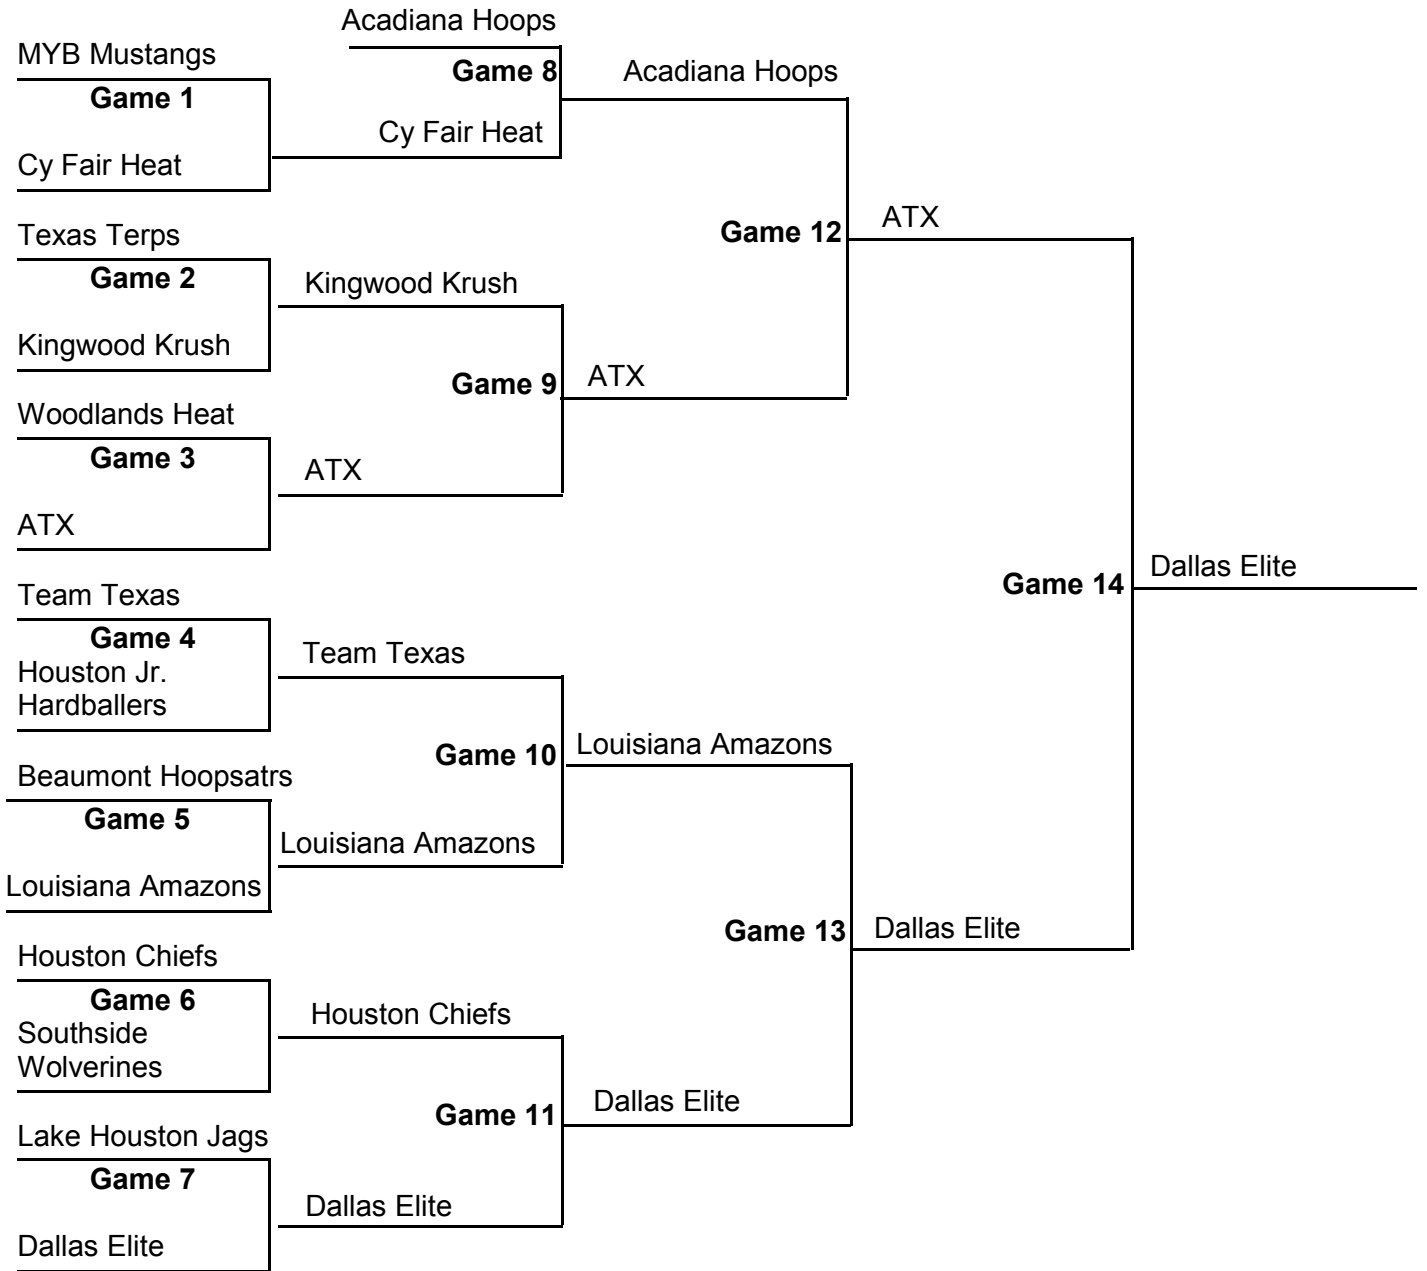 Acadiana Hoops
MYB Mustangs
Game 8
Acadiana Hoops
Game 1
Cy Fair Heat
Cy Fair Heat
Texas Terps
Game 12
ATX
Game 2
Kingwood Krush
Kingwood Krush
Game 9
ATX
Woodlands Heat
Game 3
ATX
ATX
Game 14
Dallas Elite
Team Texas
Game 4
Team Texas
Houston Jr.
Hardballers
Game 10
Louisiana Amazons
Beaumont Hoopsatrs
Game 5
Louisiana Amazons
Louisiana Amazons
Game 13
Dallas Elite
Houston Chiefs
Game 6
Houston Chiefs
Southside
Wolverines
Game 11
Dallas Elite
Lake Houston Jags
Game 7
Dallas Elite
Dallas Elite